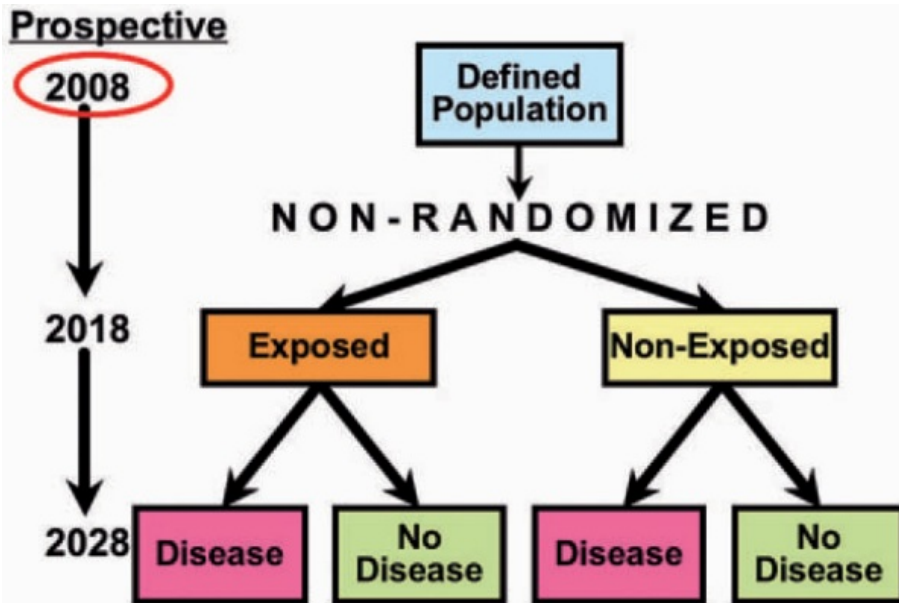 Prospective
2008
Defined
Population
NON-RANDOMIZED
2018
Exposed
Non-Exposed
2028
Disease
No
Disease
Disease
No
Disease